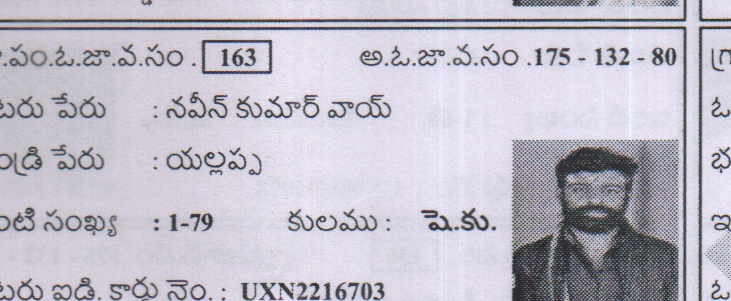 .పం.ఓ.జా.వ.సం . 163 అ.ఓ.జా.వ.సం .175 - 132 - 80
టరు పేరు : నవీన్ కుమార్ వాయ్
డ్రి పేరు : యల్లప్ప
ంటి సంఖ్య : 1-79 కులము : షె.కు.
టరు ఐడి. కార్డు నెం. : UXN2216703